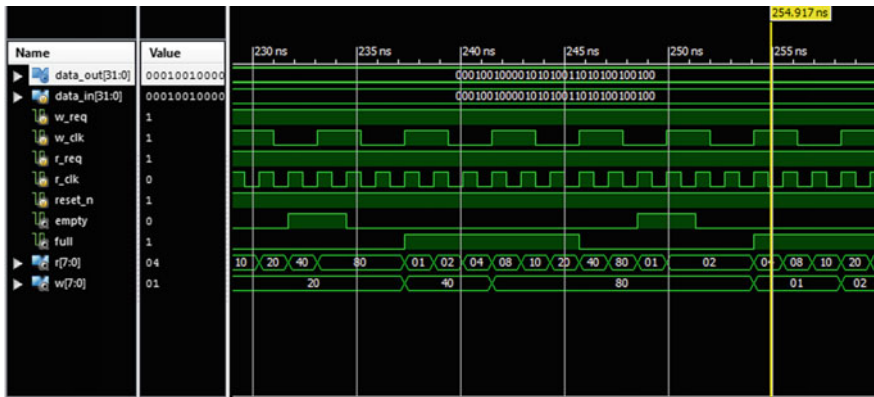 254.917 ns
Name Value 230 ns 235 ns 240 ns 245 ns 250 ns 255 ns
data_out[31:0] 00010010000 00010010000101010011010100100100
data_in[31:0] 00010010000 00010010000101010011010100100100
w_req 1
w_clk 1
r_req 1
r_clk 0
reset_n 1
empty 0
full 1
r[7:0] 04 10 20 40 80 01 02 04 08 10 20 40 80 01 02 04 08 10 20
w[7:0] 01 20 40 80 01 02